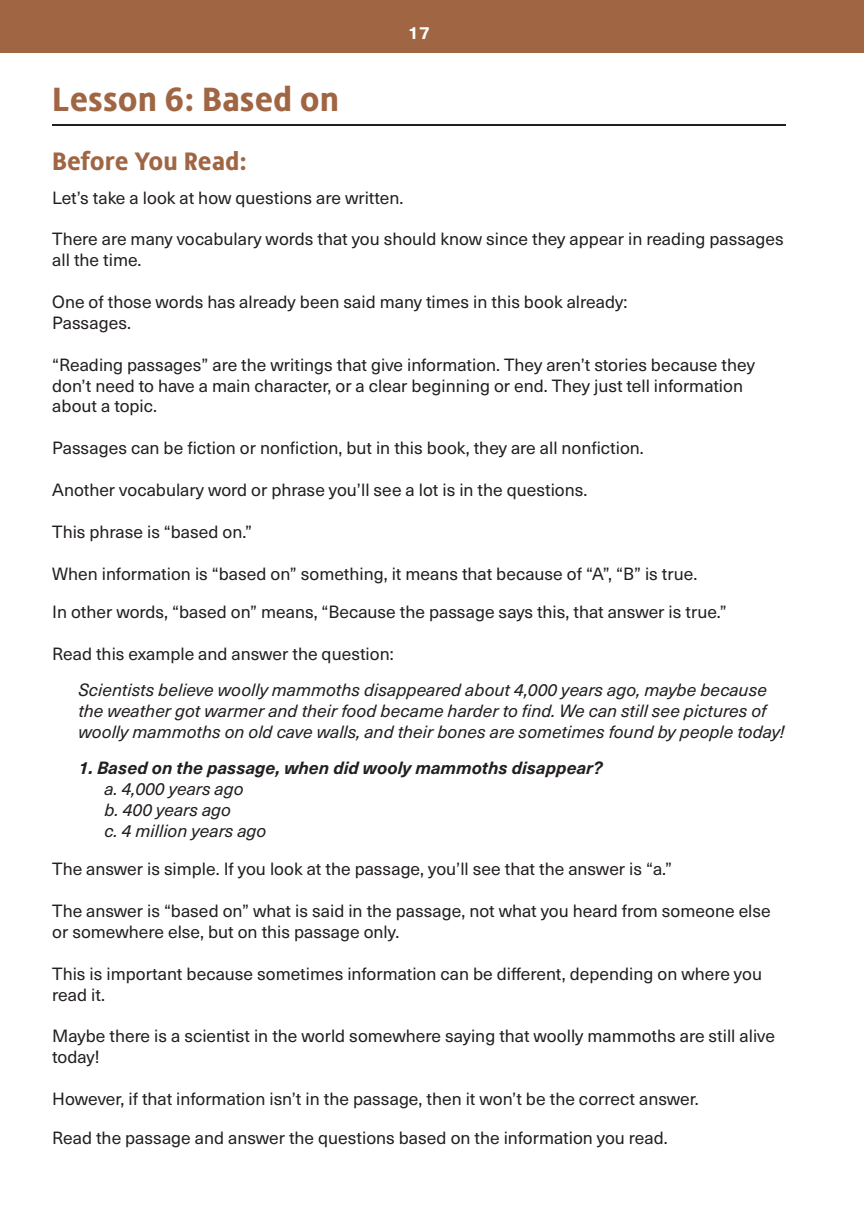 17
Lesson 6: Based on
Before You Read:
Let’s take a look at how questions are written.
There are many vocabulary words that you should know since they appear in reading passages
all the time.
One of those words has already been said many times in this book already:
Passages.
“Reading passages” are the writings that give information. They aren’t stories because they
don’t need to have a main character, or a clear beginning or end. They just tell information
about a topic.
Passages can be fiction or nonfiction, but in this book, they are all nonfiction.
Another vocabulary word or phrase you’ll see a lot is in the questions.
This phrase is “based on.”
When information is “based on” something, it means that because of “A”, “B” is true.
In other words, “based on” means, “Because the passage says this, that answer is true.”
Read this example and answer the question:
Scientists believe woolly mammoths disappeared about 4,000 years ago, maybe because
the weather got warmer and their food became harder to find. We can still see pictures of
woolly mammoths on old cave walls, and their bones are sometimes found by people today!
1. Based on the passage, when did wooly mammoths disappear?
a. 4,000 years ago
b. 400 years ago
c. 4 million years ago
The answer is simple. If you look at the passage, you’ll see that the answer is “a.”
The answer is “based on” what is said in the passage, not what you heard from someone else
or somewhere else, but on this passage only.
This is important because sometimes information can be different, depending on where you
read it.
Maybe there is a scientist in the world somewhere saying that woolly mammoths are still alive
today!
However, if that information isn’t in the passage, then it won’t be the correct answer.
Read the passage and answer the questions based on the information you read.